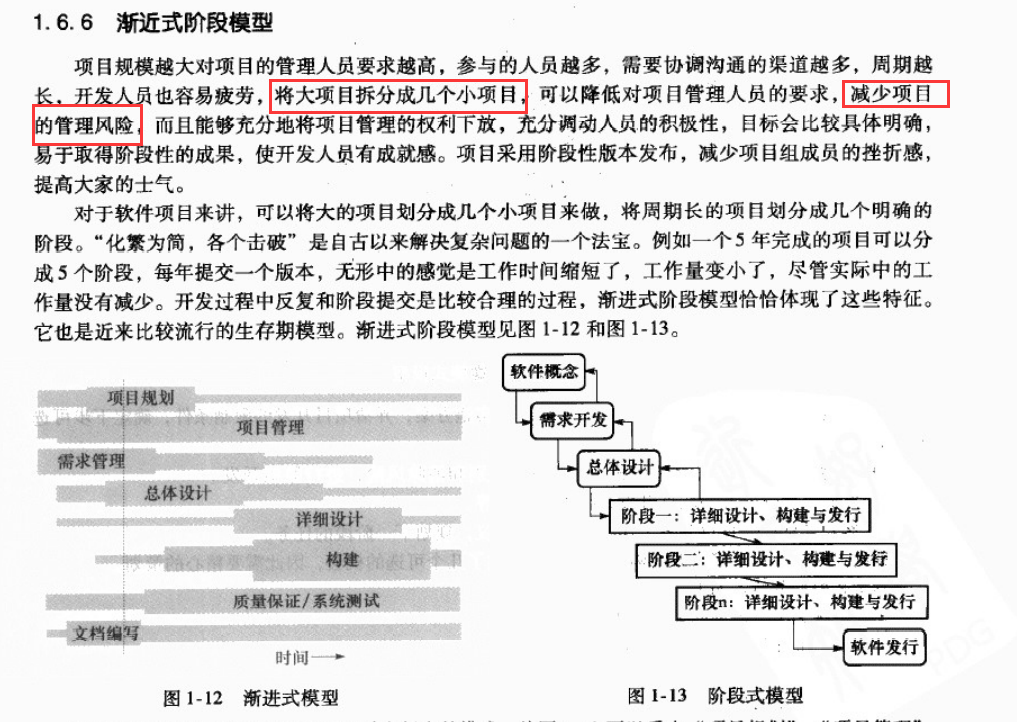 1.6.6 渐近式阶段模型
项目规模越大对项目的管理人员要求越高，参与的人员越多，需要协调沟通的渠道越多，周期越
长，开发人员也容易疲劳，将大项目拆分成几个小项目，可以降低对项目管理人员的要求，减少项目
的管理风险，而且能够充分地将项目管理的权利下放，充分调动人员的积极性，目标会比较具体明确，
易于取得阶段性的成果，使开发人员有成就感。项目采用阶段性版本发布，减少项目组成员的挫折感，
提高大家的士气。
对于软件项目来讲，可以将大的项目划分成几个小项目来做，将周期长的项目划分成几个明确的
阶段。“化繁为简，各个击破”是自古以来解决复杂问题的一个法宝。例如一个5年完成的项目可以分
成5个阶段，每年提交一个版本，无形中的感觉是工作时间缩短了，工作量变小了，尽管实际中的工
作量没有减少。开发过程中反复和阶段提交是比较合理的过程，渐进式阶段模型恰恰体现了这些特征。
它也是近来比较流行的生存期模型。渐进式阶段模型见图1-12和图1-13。
项目规划
项目管理
需求管理
总体设计
详细设计
构建
质量保证/系统测试
文档编写
时间
图1-12 渐进式模型
软件概念
需求开发
总体设计
阶段一：详细设计、构建与发行
阶段二：详细设计、构建与发行
阶段n：详细设计、构建与发行
软件发行
图1-13 阶段式模型